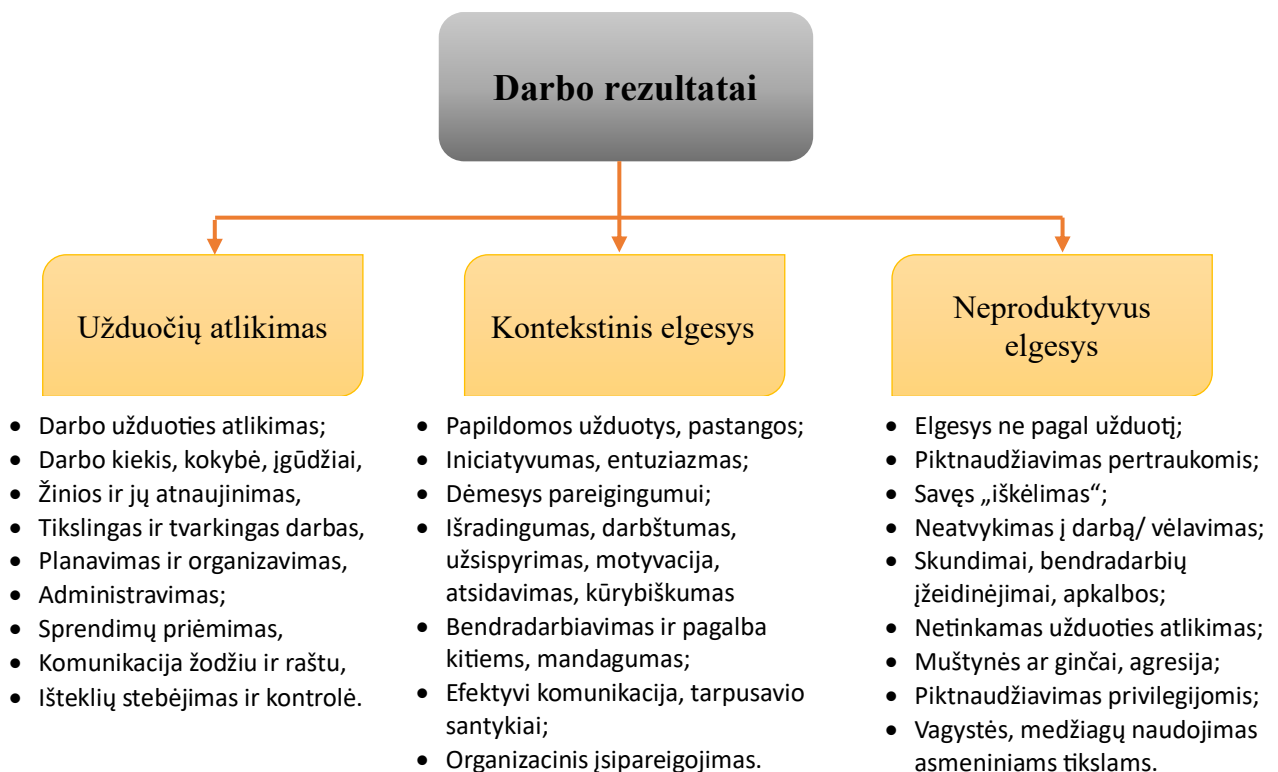 Darbo rezultatai
Užduočių atlikimas
• Darbo užduoties atlikimas;
• Darbo kiekis, kokybė, įgūdžiai,
• Žinios ir jų atnaujinimas,
• Tikslingas ir tvarkingas darbas,
• Planavimas ir organizavimas,
• Administravimas;
• Sprendimų priėmimas,
• Komunikacija žodžiu ir raštu,
• Išteklių stebėjimas ir kontrolė.
Kontekstinis elgesys
• Papildomos užduotys, pastangos;
• Iniciatyvumas, entuziazmas;
• Dėmesys pareigingumui;
• Išradingumas, darbštumas,
užsispyrimas, motyvacija,
atsidavimas, kūrybiškumas
• Bendradarbiavimas ir pagalba
kitiems, mandagumas;
• Efektyvi komunikacija, tarpusavio
santykiai;
• Organizacinis įsipareigojimas.
Neproduktyvus
elgesys
• Elgesys ne pagal užduotį;
• Piktnaudžiavimas pertraukomis;
• Savęs „iškėlimas“;
• Neatvykimas į darbą/ vėlavimas;
• Skundimai, bendradarbių
įžeidinėjimai, apkalbos;
• Netinkamas užduoties atlikimas;
• Muštynės ar ginčai, agresija;
• Piktnaudžiavimas privilegijomis;
• Vagystės, medžiagų naudojimas
asmeniniams tikslams.